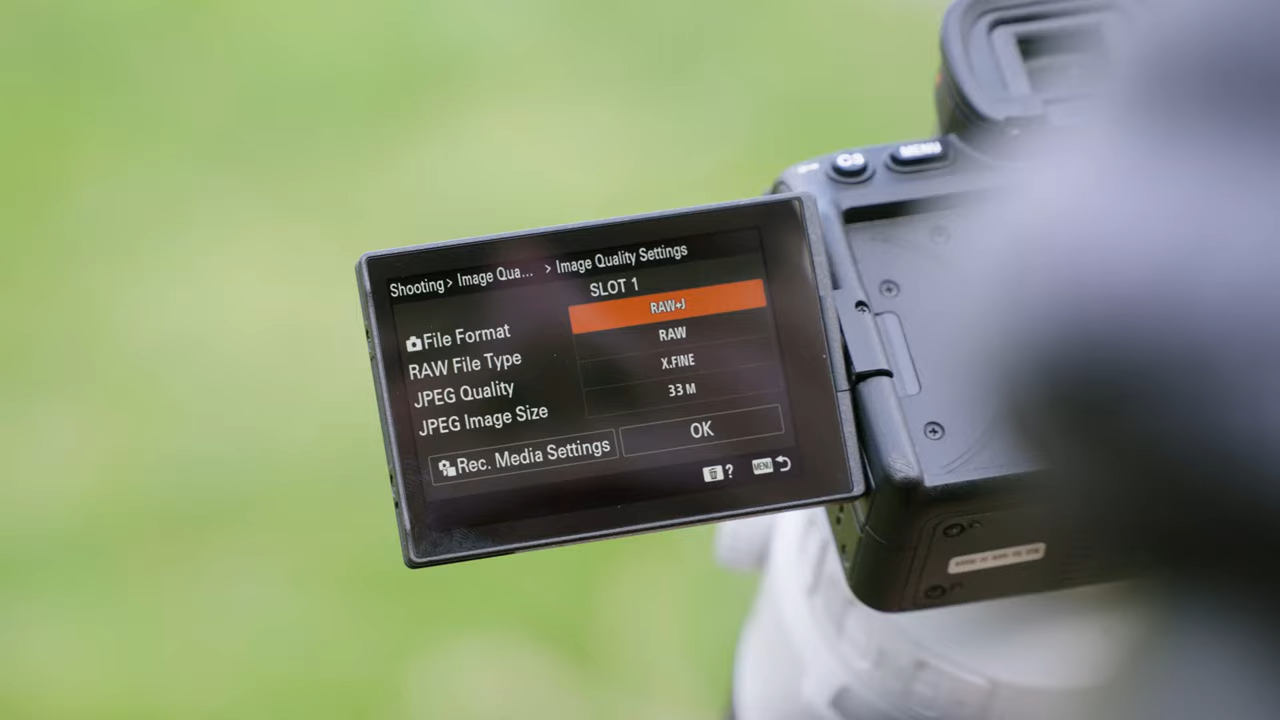 C3 MENU
Shooting > Image Qua... > Image Quality Settings
SLOT 1
File Format RAW+J
RAW File Type RAW
JPEG Quality X.FINE
JPEG Image Size 33 M
Rec. Media Settings OK
? MENU